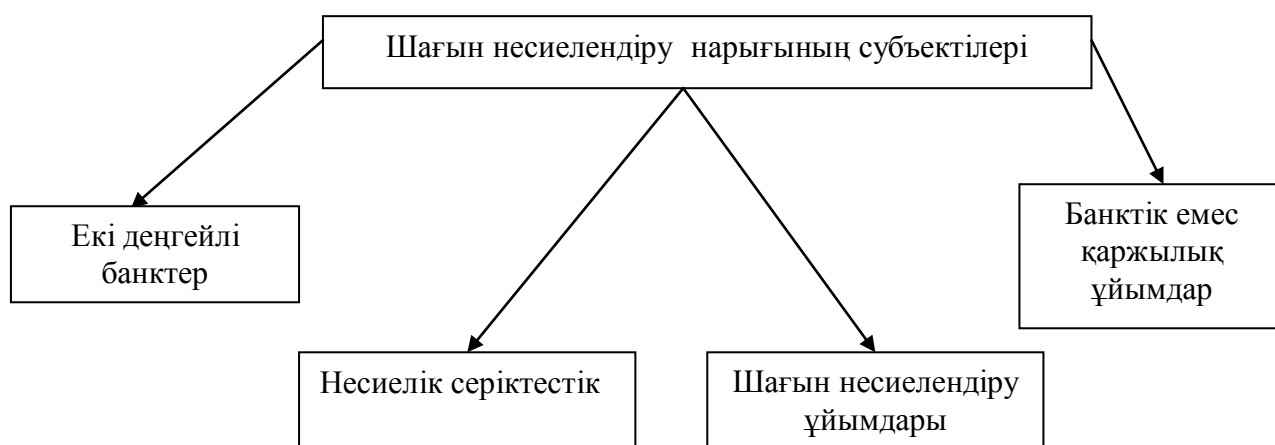 Шағын несиелендіру нарығының субъектілері
Екі деңгейлі
банктер
Банктік емес
қаржылық
ұйымдар
Несиелік серіктестік
Шағын несиелендіру
ұйымдары